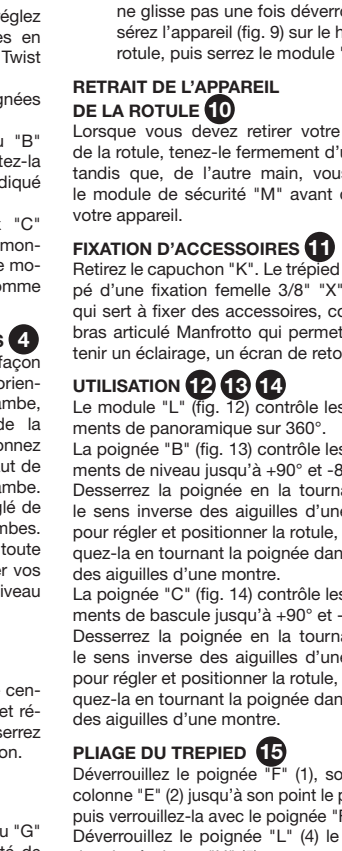 réglez
es en
Twist
gnées
u "B"
tez-la
diqué
"C"
mon-
e mo-
omme
S 4
façon
orien-
ambe,
de la
onnez
ut de
ambe.
glé de
mbes.
toute
er vos
iveau
cen-
et ré-
serrez
on.
u "G"
ne glisse pas une fois déverro
sérez l'appareil (fig. 9) sur le h
rotule, puis serrez le module "
RETRAIT DE L'APPAREIL
DE LA ROTULE 10
Lorsque vous devez retirer votre
de la rotule, tenez-le fermement d'u
tandis que, de l'autre main, vous
le module de sécurité "M" avant d
votre appareil.
FIXATION D'ACCESSOIRES 11
Retirez le capuchon "K". Le trépied
pé d'une fixation femelle 3/8" "X"
qui sert à fixer des accessoires, co
bras articulé Manfrotto qui permet
tenir un éclairage, un écran de reto
UTILISATION 12 13 14
Le module "L" (fig. 12) contrôle les
ments de panoramique sur 360°.
La poignée "B" (fig. 13) contrôle les
ments de niveau jusqu'à +90° et -8
Desserrez la poignée en la tourna
le sens inverse des aiguilles d'une
pour régler et positionner la rotule,
quez-la en tournant la poignée dan
des aiguilles d'une montre.
La poignée "C" (fig. 14) contrôle les
ments de bascule jusqu'à +90° et -
Desserrez la poignée en la tourna
le sens inverse des aiguilles d'une
pour régler et positionner la rotule,
quez-la en tournant la poignée dan
des aiguilles d'une montre.
PLIAGE DU TREPIED 15
Déverrouillez le poignée "F" (1), so
colonne "E" (2) jusqu'à son point le p
puis verrouillez-la avec le poignée "F
Déverrouillez le poignée "L" (4) le